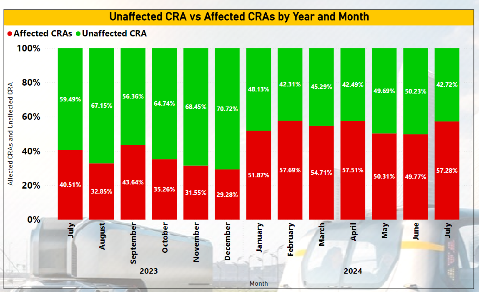 Unaffected CRA vs Affected CRAs by Year and Month
Affected CRAs Unaffected CRA
100%
80%
60%
40%
20%
0%
Affected CRAs and Unaffected CRA
59.49% 67.15% 56.36% 64.74% 68.45% 70.72% 48.13% 42.31% 45.29% 42.49% 49.69% 50.23% 42.72%
40.51% 32.85% 43.64% 35.26% 31.55% 29.28% 51.87% 57.69% 54.71% 57.51% 50.31% 49.77% 57.28%
July August September October November December January February March April May June July
2023 2024
Month